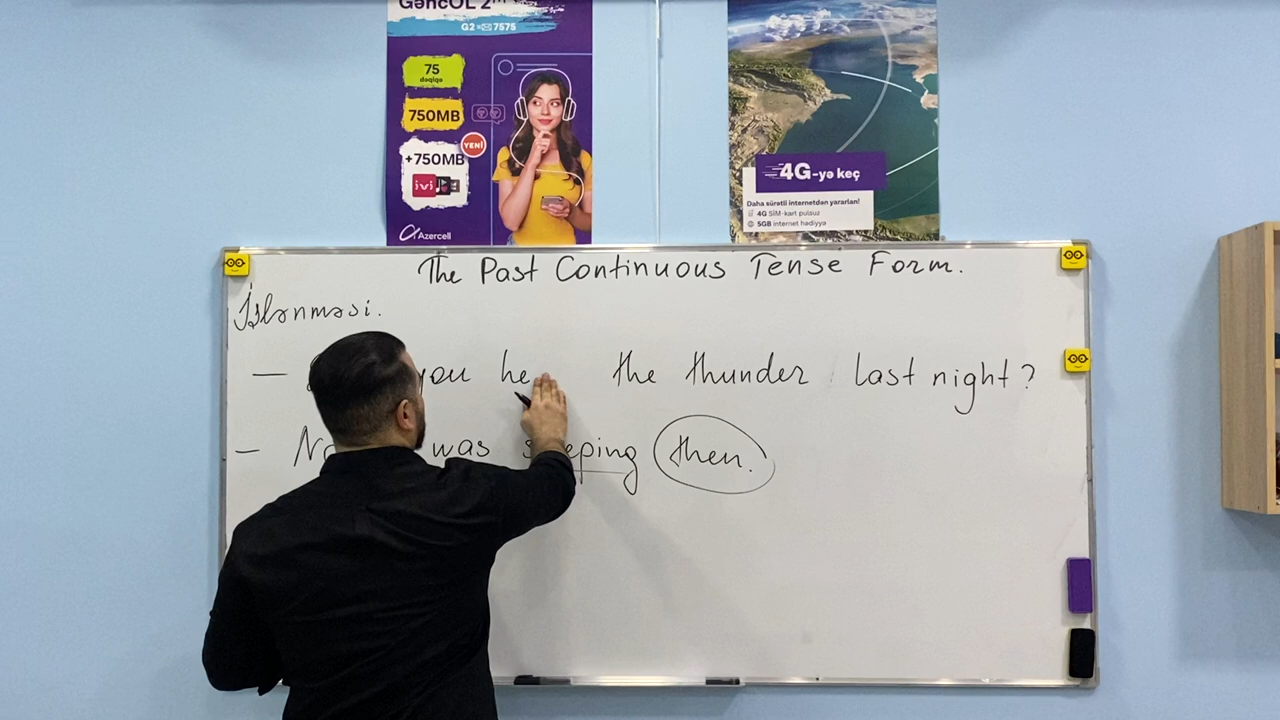 GəncOL 2
G2 7575
75
dəqiqə
750MB
YENİ
+750MB
ivi
Azercell
4G-yə keç
Daha sürətli internetdən yararlan!
4G SİM-kart pulsuz
5GB internet hədiyyə
The Past Continuous Tense Form.
İşlənməsi.
— you he the thunder last night?
— was then.